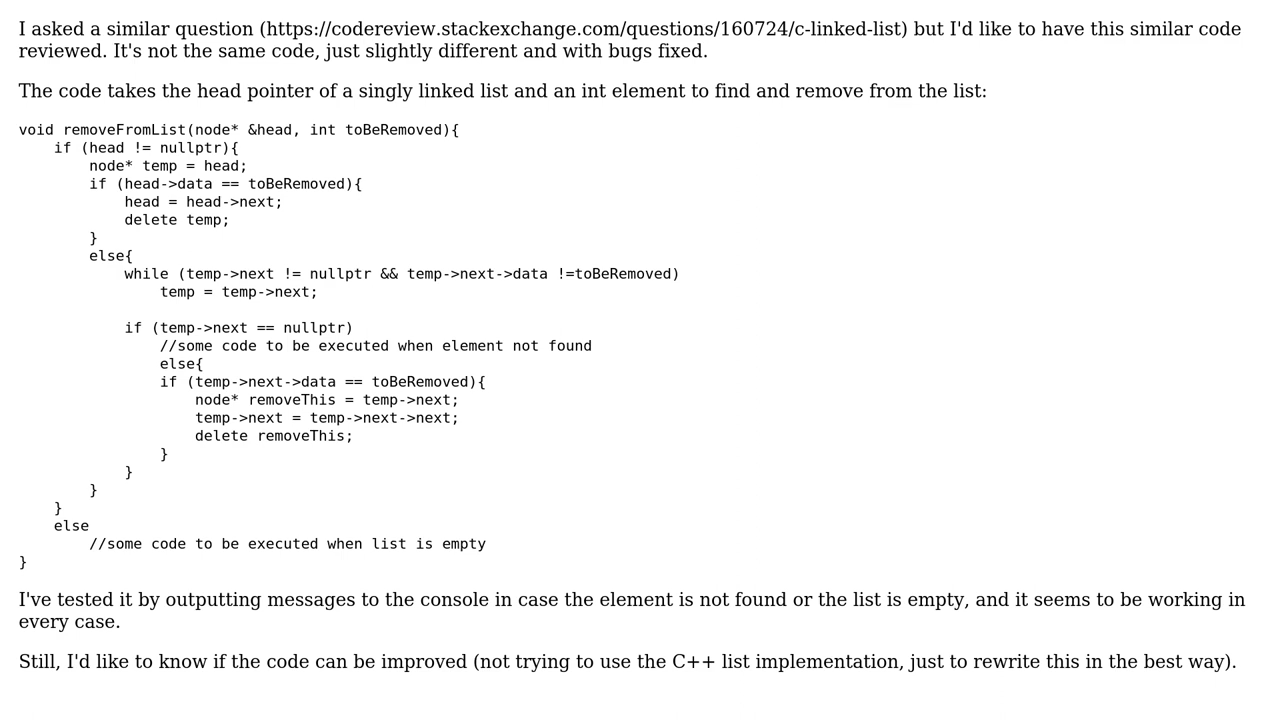 I asked a similar question (https://codereview.stackexchange.com/questions/160724/c-linked-list) but I'd like to have this similar code
reviewed. It's not the same code, just slightly different and with bugs fixed.
The code takes the head pointer of a singly linked list and an int element to find and remove from the list:
void removeFromList(node* &head, int toBeRemoved){
    if (head != nullptr){
        node* temp = head;
        if (head->data == toBeRemoved){
            head = head->next;
            delete temp;
        }
        else{
            while (temp->next != nullptr && temp->next->data !=toBeRemoved)
                temp = temp->next;

            if (temp->next == nullptr)
                //some code to be executed when element not found
                else{
                if (temp->next->data == toBeRemoved){
                    node* removeThis = temp->next;
                    temp->next = temp->next->next;
                    delete removeThis;
                }
            }
        }
    }
    else
        //some code to be executed when list is empty
}
I've tested it by outputting messages to the console in case the element is not found or the list is empty, and it seems to be working in
every case.
Still, I'd like to know if the code can be improved (not trying to use the C++ list implementation, just to rewrite this in the best way).